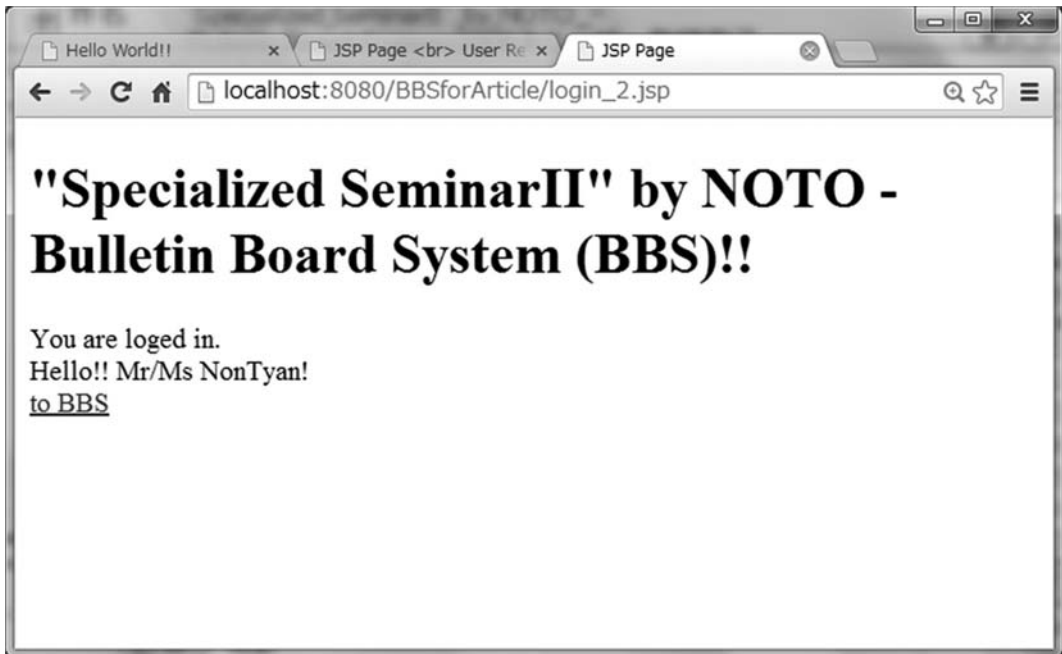 Hello World!!
JSP Page <br> User Re
JSP Page
localhost:8080/BBSforArticle/login_2.jsp
"Specialized SeminarII" by NOTO -
Bulletin Board System (BBS)!!
You are loged in.
Hello!! Mr/Ms NonTyan!
to BBS